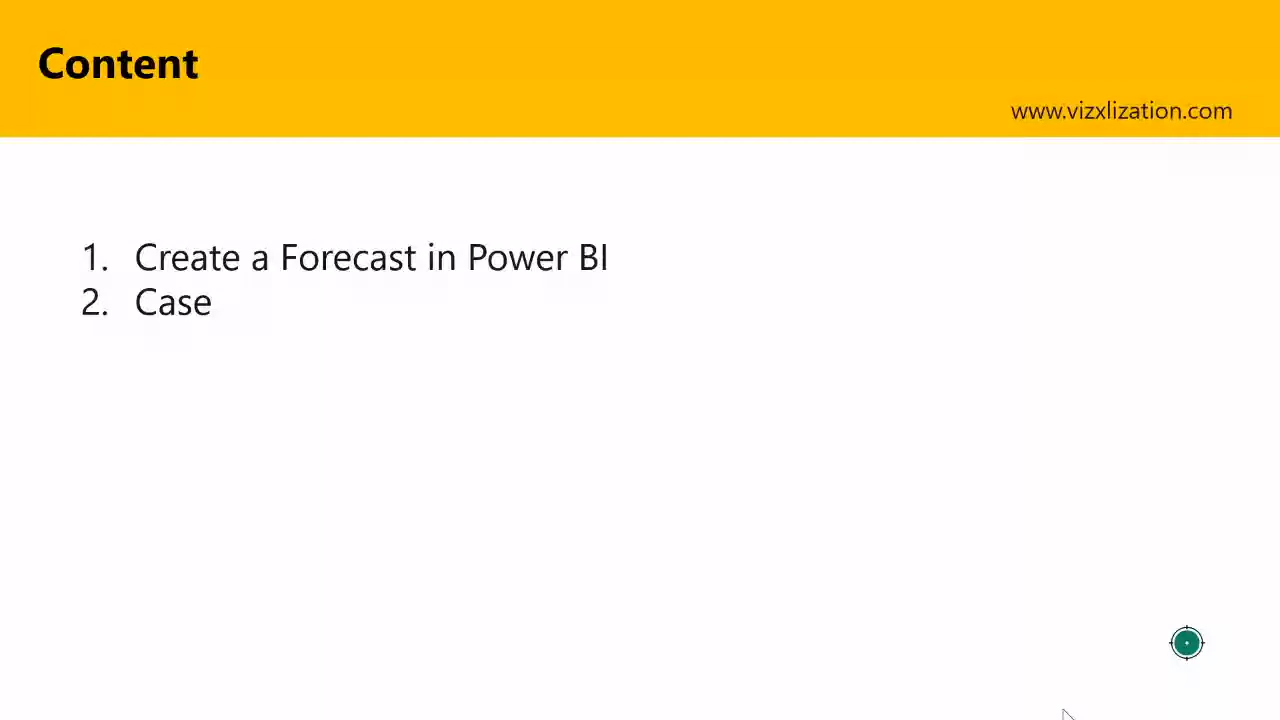 Content
www.vizxlization.com
1. Create a Forecast in Power BI
2. Case